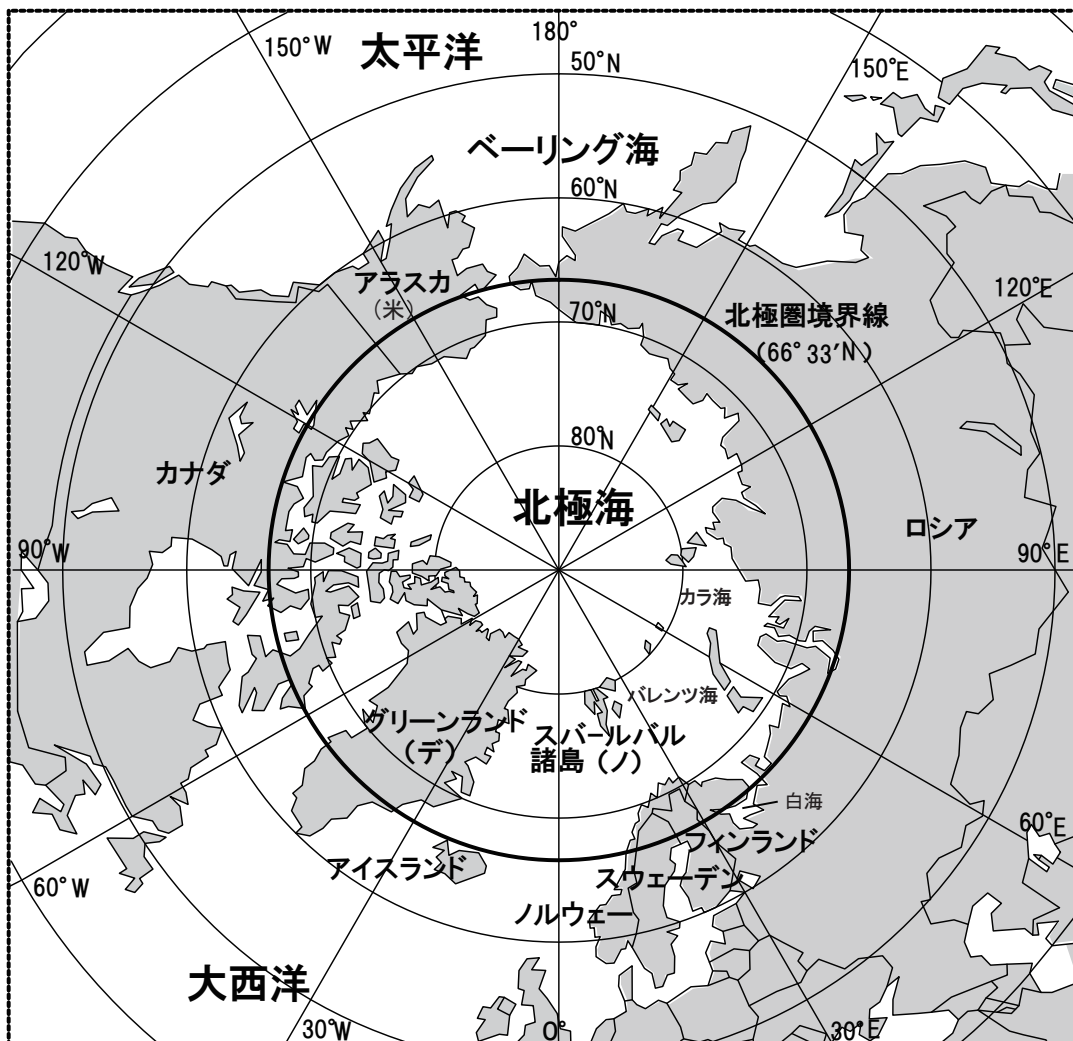 180°
150°W
太平洋
50°N
150°E
ベーリング海
60°N
120°W
アラスカ
(米)
120°E
70°N
北極圏境界線
(66°33′N)
80°N
カナダ
北極海
ロシア
90°W
90°E
カラ海
バレンツ海
グリーンランド
(デ)
スバールバル
諸島(ノ)
白海
60°E
フィンランド
アイスランド
スウェーデン
60°W
ノルウェー
大西洋
30°W
0°
30°E